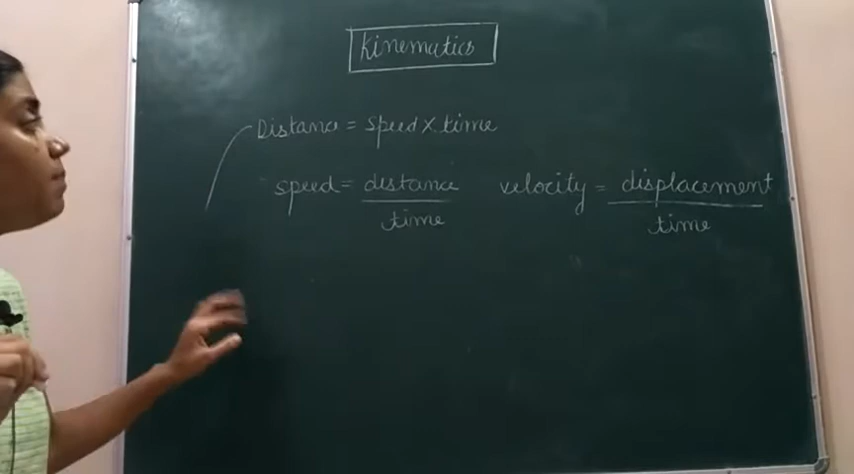 Kinematics
Distance = speed × time
speed = distance / time
velocity = displacement / time